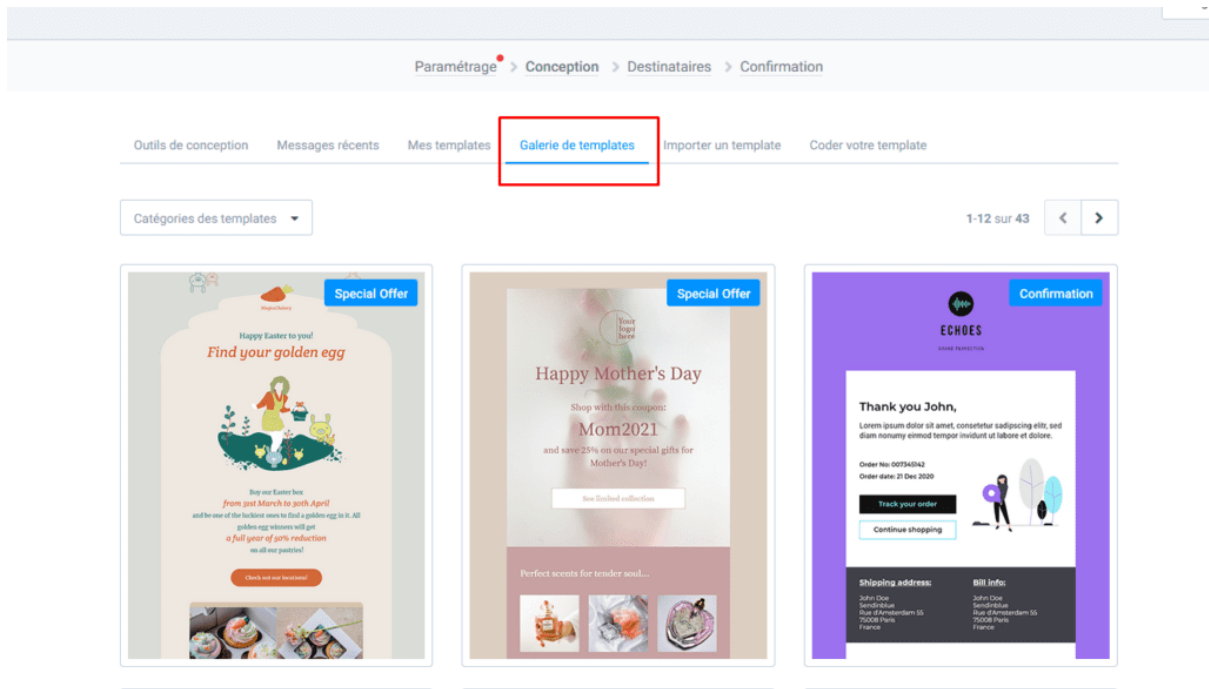 Paramétrage > Conception > Destinataires > Confirmation
Outils de conception Messages récents Mes templates Galerie de templates Importer un template Coder votre template
Catégories des templates
1-12 sur 43
Special Offer
Magical Bakery
Happy Easter to you!
Find your golden egg
Buy our Easter box
from 31st March to 30th April
and be one of the luckiest ones to find a golden egg in it. All
golden egg winners will get
a full year of 50% reduction
on all our pastries!
Check out our locations!
Special Offer
Your
logo
here
Happy Mother's Day
Shop with this coupon:
Mom2021
and save 25% on our special gifts for
Mother's Day!
See limited collection
Perfect scents for tender soul...
Confirmation
ECHOES
Thank you John,
Lorem ipsum dolor sit amet, consetetur sadipscing elitr, sed
diam nonumy eirmod tempor invidunt ut labore et dolore.
Order No: 007345142
Order date: 21 Dec 2020
Track your order
Continue shopping
Shipping address:
John Doe
Sendinblue
Rue d'Amsterdam 55
75008 Paris
France
Bill info:
John Doe
Sendinblue
Rue d'Amsterdam 55
75008 Paris
France